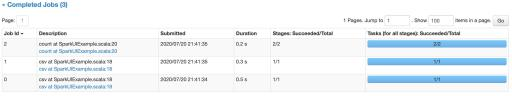 Completed Jobs (3)
Page: 1
1 Pages. Jump to 1 . Show 100 items in a page. Go
Job Id Description Submitted Duration Stages: Succeeded/Total Tasks (for all stages): Succeeded/Total
2 count at SparkUIExample.scala:20 2020/07/20 21:41:35 0.2 s 2/2 2/2
count at SparkUIExample.scala:20
1 csv at SparkUIExample.scala:18 2020/07/20 21:41:35 0.3 s 1/1 1/1
csv at SparkUIExample.scala:18
0 csv at SparkUIExample.scala:18 2020/07/20 21:41:34 0.5 s 1/1 1/1
csv at SparkUIExample.scala:18